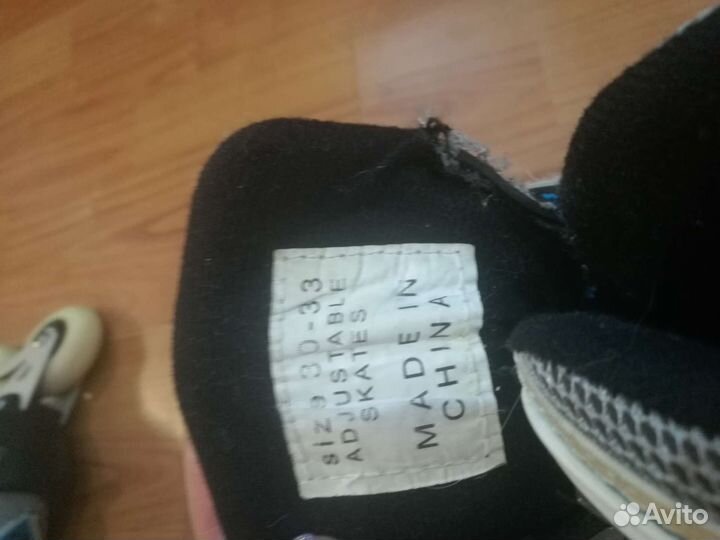 size 30-33
ADJUSTABLE
SKATES
MADE IN
CHINA
Avito